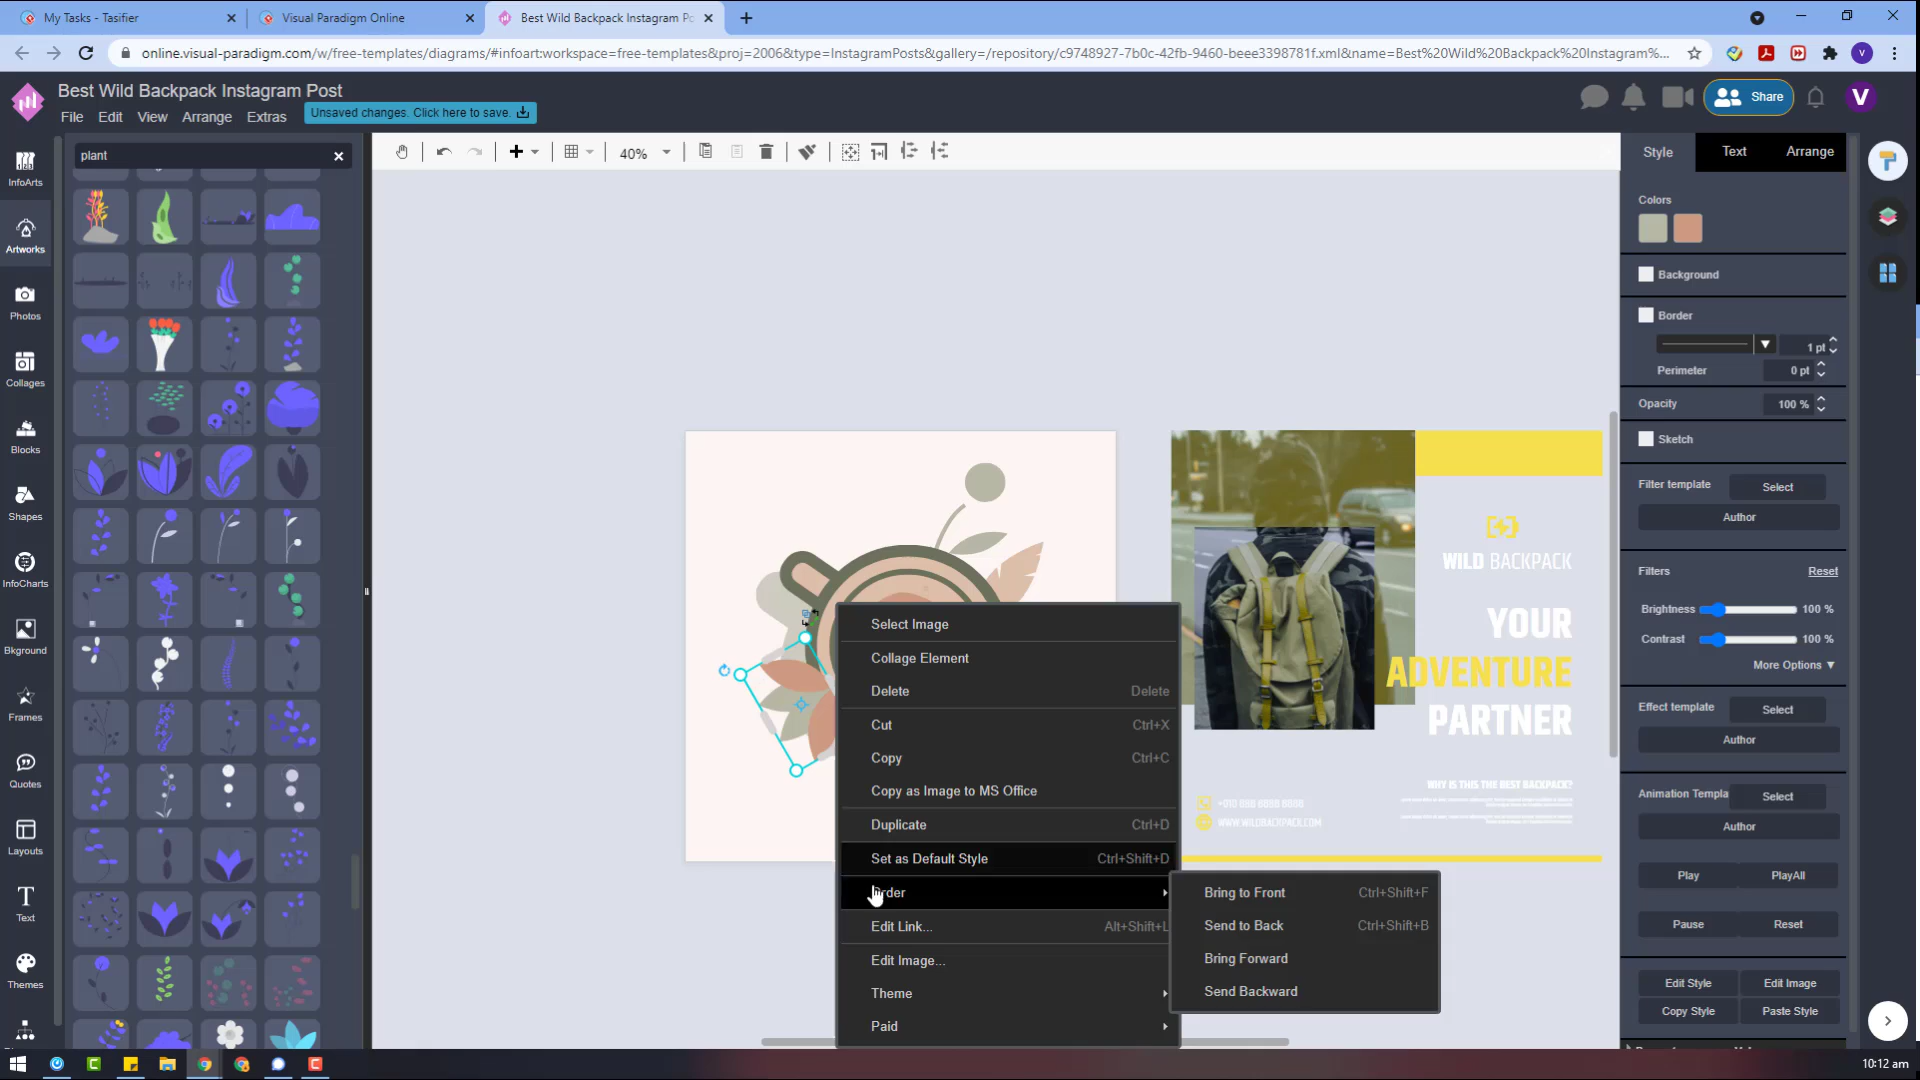 My Tasks - Tasifier
Visual Paradigm Online
Best Wild Backpack Instagram Po
online.visual-paradigm.com/w/free-templates/diagrams/#infoart:workspace=free-templates&proj=2006&type=InstagramPosts&gallery=/repository/c9748927-7b0c-42fb-9460-beee3398781f.xml&name=Best%20Wild%20Backpack%20Instagram%...
V
Best Wild Backpack Instagram Post
File Edit View Arrange Extras
Unsaved changes. Click here to save.
Share
V
plant
40%
InfoArts
Artworks
Photos
Collages
Blocks
Shapes
InfoCharts
Bkground
Frames
Quotes
Layouts
Text
Themes
Select Image
Collage Element
Delete Delete
Cut Ctrl+X
Copy Ctrl+C
Copy as Image to MS Office
Duplicate Ctrl+D
Set as Default Style Ctrl+Shift+D
rder
Edit Link... Alt+Shift+L
Edit Image...
Theme
Paid
Bring to Front Ctrl+Shift+F
Send to Back Ctrl+Shift+B
Bring Forward
Send Backward
WILD BACKPACK
YOUR
ADVENTURE
PARTNER
WHY IS THIS THE BEST BACKPACK?
WWW.WILDBACKPACK.COM
Style Text Arrange
Colors
Background
Border
1 pt
Perimeter 0 pt
Opacity 100 %
Sketch
Filter template Select
Author
Filters Reset
Brightness 100 %
Contrast 100 %
More Options ▼
Effect template Select
Author
Animation Templa Select
Author
Play PlayAll
Pause Reset
Edit Style Edit Image
Copy Style Paste Style
10:12 am